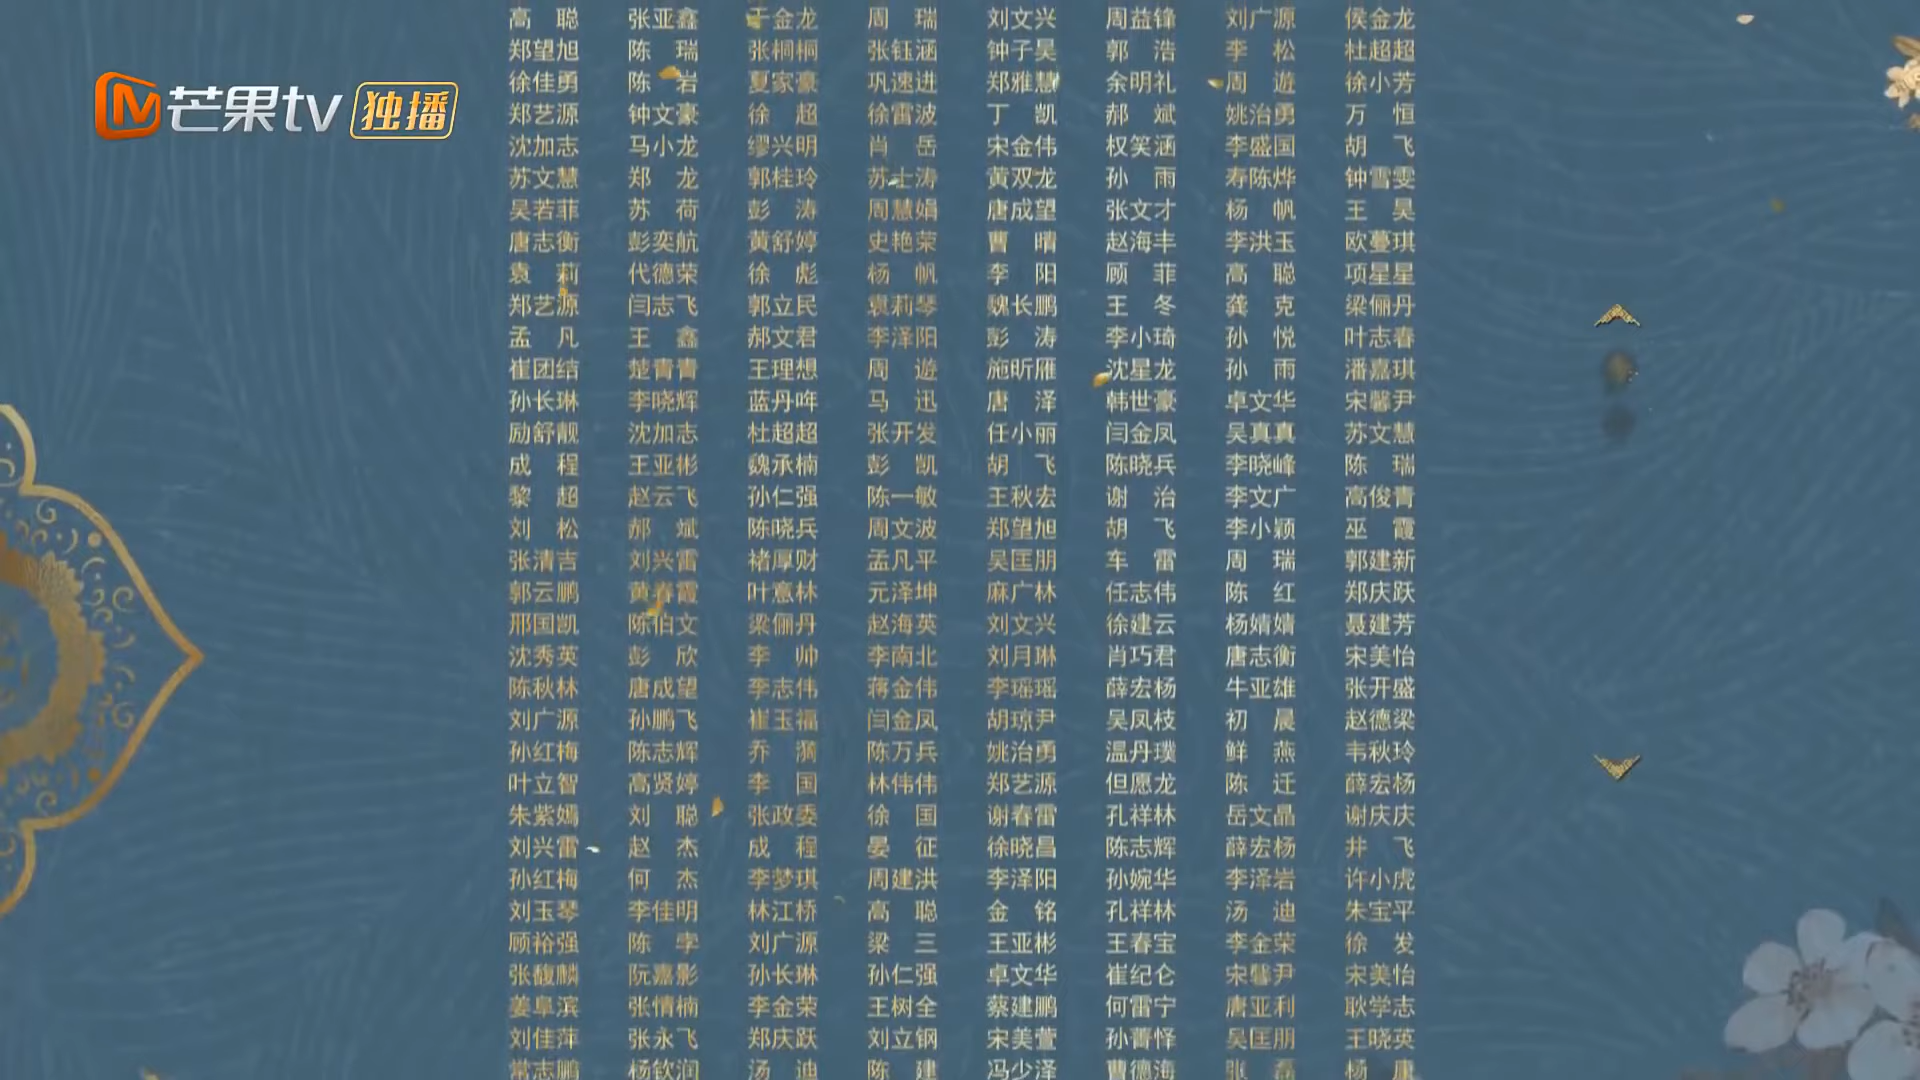 高 聪 张亚鑫 于金龙 周 瑞 刘文兴 周益锋 刘广源 侯金龙
郑望旭 陈 瑞 张桐桐 张钰涵 钟子昊 郭 浩 李 松 杜超超
芒果tv 独播
徐佳勇 陈 岩 夏家豪 巩速进 郑雅慧 余明礼 周 遊 徐小芳
郑艺源 钟文豪 徐 超 徐雷波 丁 凯 郝 斌 姚治勇 万 恒
沈加志 马小龙 缪兴明 肖 岳 宋金伟 权笑涵 李盛国 胡 飞
苏文慧 郑 龙 郭桂玲 苏士涛 黄双龙 孙 雨 寿陈烨 钟雪雯
吴若菲 苏 荷 彭 涛 周慧娟 唐成望 张文才 杨 帆 王 昊
唐志衡 彭奕航 黄舒婷 史艳荣 曹 晴 赵海丰 李洪玉 欧蔓琪
袁 莉 代德荣 徐 彪 杨 帆 李 阳 顾 菲 高 聪 项星星
郑艺源 闫志飞 郭立民 袁莉琴 魏长鹏 王 冬 龚 克 梁俪丹
孟 凡 王 鑫 郝文君 李泽阳 彭 涛 李小琦 孙 悦 叶志春
崔团结 楚青青 王理想 周 遊 施昕雁 沈星龙 孙 雨 潘嘉琪
孙长琳 李晓辉 蓝丹哖 马 迅 唐 泽 韩世豪 卓文华 宋馨尹
励舒靓 沈加志 杜超超 张开发 任小丽 闫金凤 吴真真 苏文慧
成 程 王亚彬 魏承楠 彭 凯 胡 飞 陈晓兵 李晓峰 陈 瑞
黎 超 赵云飞 孙仁强 陈一敏 王秋宏 谢 治 李文广 高俊青
刘 松 郝 斌 陈晓兵 周文波 郑望旭 胡 飞 李小颖 巫 霞
张清吉 刘兴雷 褚厚财 孟凡平 吴匡朋 车 雷 周 瑞 郭建新
郭云鹏 黄春霞 叶意林 元泽坤 麻广林 任志伟 陈 红 郑庆跃
邢国凯 陈伯文 梁俪丹 赵海英 刘文兴 徐建云 杨婧婧 聂建芳
沈秀英 彭 欣 李 帅 李南北 刘月琳 肖巧君 唐志衡 宋美怡
陈秋林 唐成望 李志伟 蒋金伟 李瑶瑶 薛宏杨 牛亚雄 张开盛
刘广源 孙鹏飞 崔玉福 闫金凤 胡琼尹 吴凤枝 初 晨 赵德梁
孙红梅 陈志辉 乔 漪 陈万兵 姚治勇 温丹璞 鲜 燕 韦秋玲
叶立智 高贤婷 李 国 林伟伟 郑艺源 但愿龙 陈 迁 薛宏杨
朱紫嫣 刘 聪 张政委 徐 国 谢春雷 孔祥林 岳文晶 谢庆庆
刘兴雷 赵 杰 成 程 晏 征 徐晓昌 陈志辉 薛宏杨 井 飞
孙红梅 何 杰 李梦琪 周建洪 李泽阳 孙婉华 李泽岩 许小虎
刘玉琴 李佳明 林江桥 高 聪 金 铭 孔祥林 汤 迪 朱宝平
顾裕强 陈 孛 刘广源 梁 三 王亚彬 王春宝 李金荣 徐 发
张馥麟 阮嘉影 孙长琳 孙仁强 卓文华 崔纪仑 宋馨尹 宋美怡
姜阜滨 张情楠 李金荣 王树全 蔡建鹏 何雷宁 唐亚利 耿学志
刘佳萍 张永飞 郑庆跃 刘立钢 宋美萱 孙菁怿 吴匡朋 王晓英
常志鹏 杨钦润 汤 迪 陈 建 冯少泽 曹德海 张 磊 杨 康